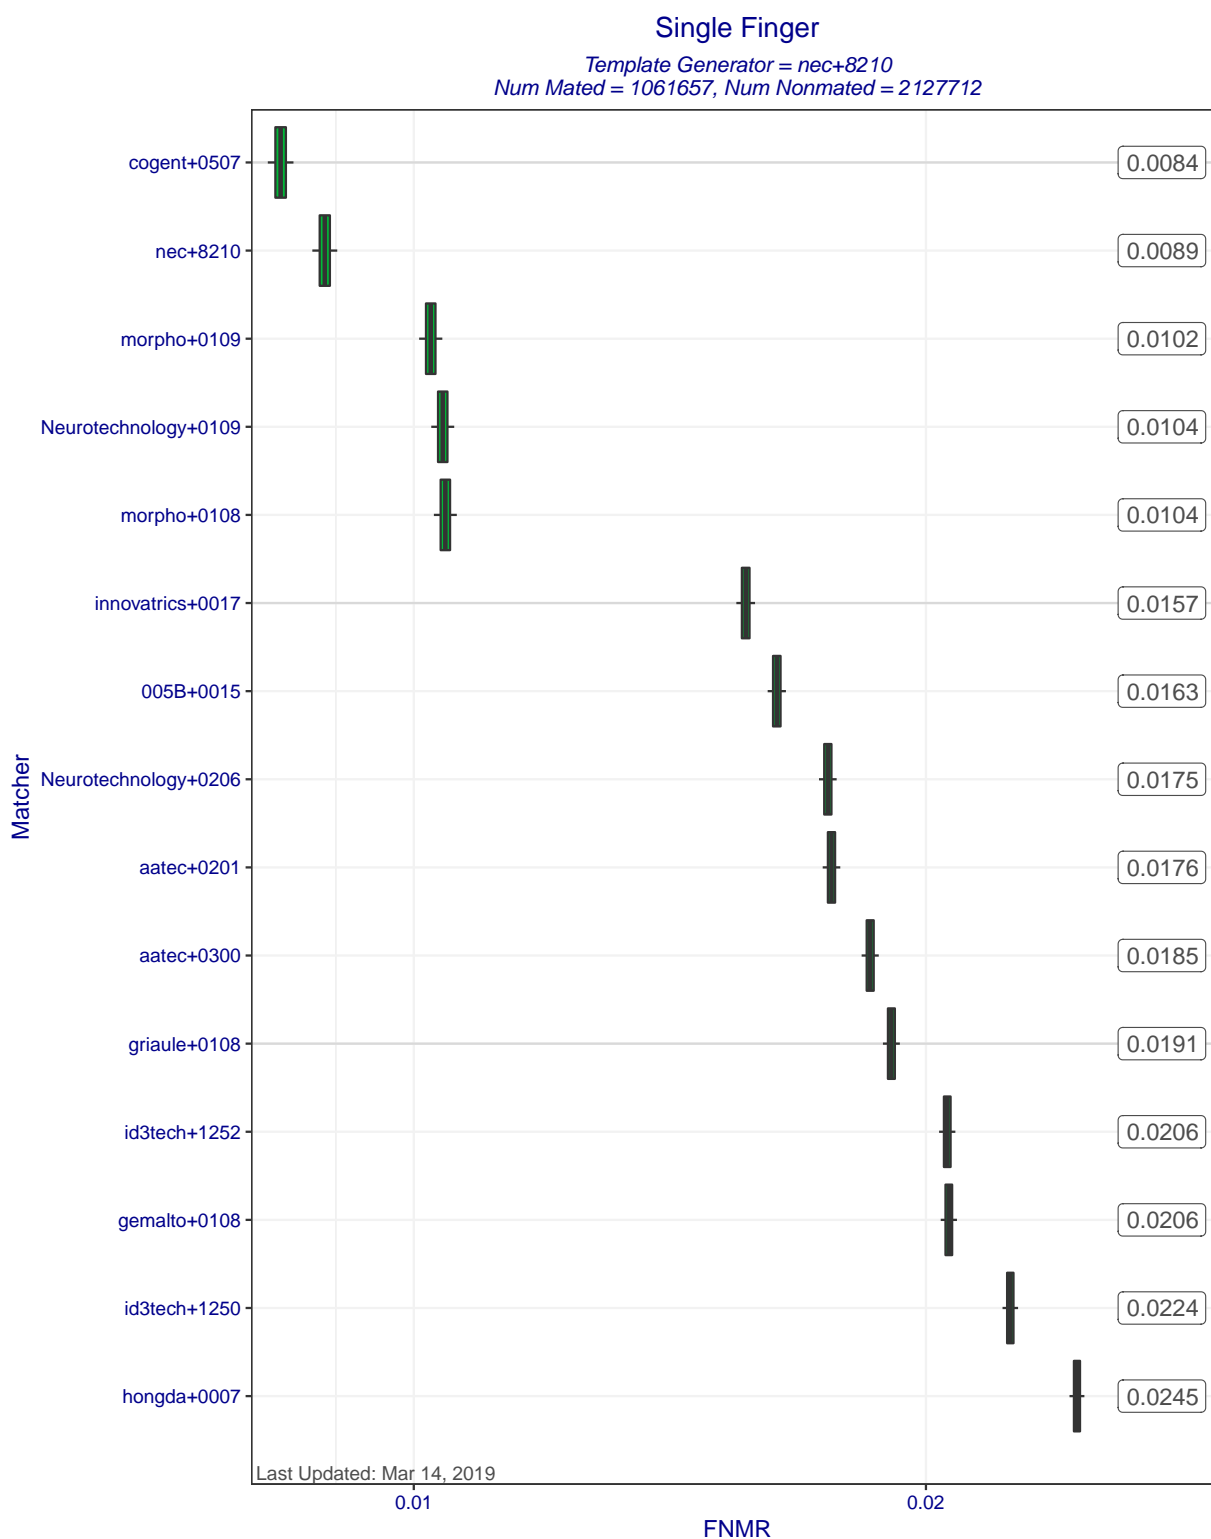 Single Finger
Template Generator = nec+8210
Num Mated = 1061657, Num Nonmated = 2127712
cogent+0507 0.0084
nec+8210 0.0089
morpho+0109 0.0102
Neurotechnology+0109 0.0104
morpho+0108 0.0104
innovatrics+0017 0.0157
005B+0015 0.0163
Neurotechnology+0206 0.0175
aatec+0201 0.0176
aatec+0300 0.0185
griaule+0108 0.0191
id3tech+1252 0.0206
gemalto+0108 0.0206
id3tech+1250 0.0224
hongda+0007 0.0245
Matcher
Last Updated: Mar 14, 2019
0.01 0.02
FNMR